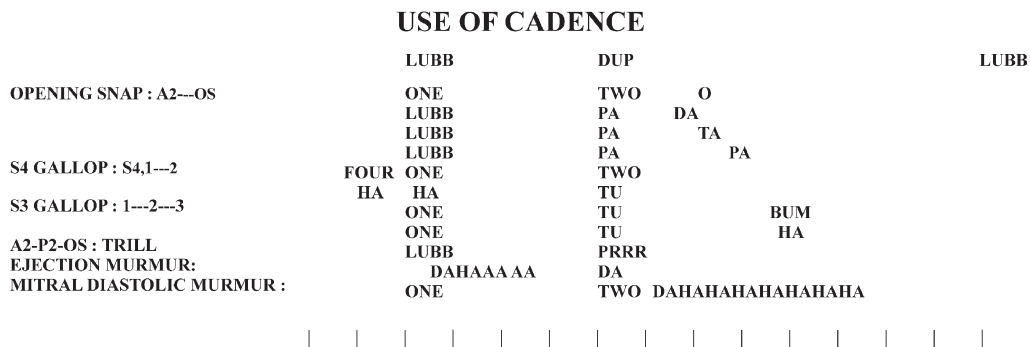 USE OF CADENCE
LUBB DUP LUBB
OPENING SNAP : A2---OS ONE TWO O
LUBB PA DA
LUBB PA TA
LUBB PA PA
S4 GALLOP : S4,1---2 FOUR ONE TWO
HA HA TU
S3 GALLOP : 1---2---3 ONE TU BUM
ONE TU HA
A2-P2-OS : TRILL LUBB PRRR
EJECTION MURMUR: DAHAAA AA DA
MITRAL DIASTOLIC MURMUR : ONE TWO DAHAHAHAHAHAHAHA